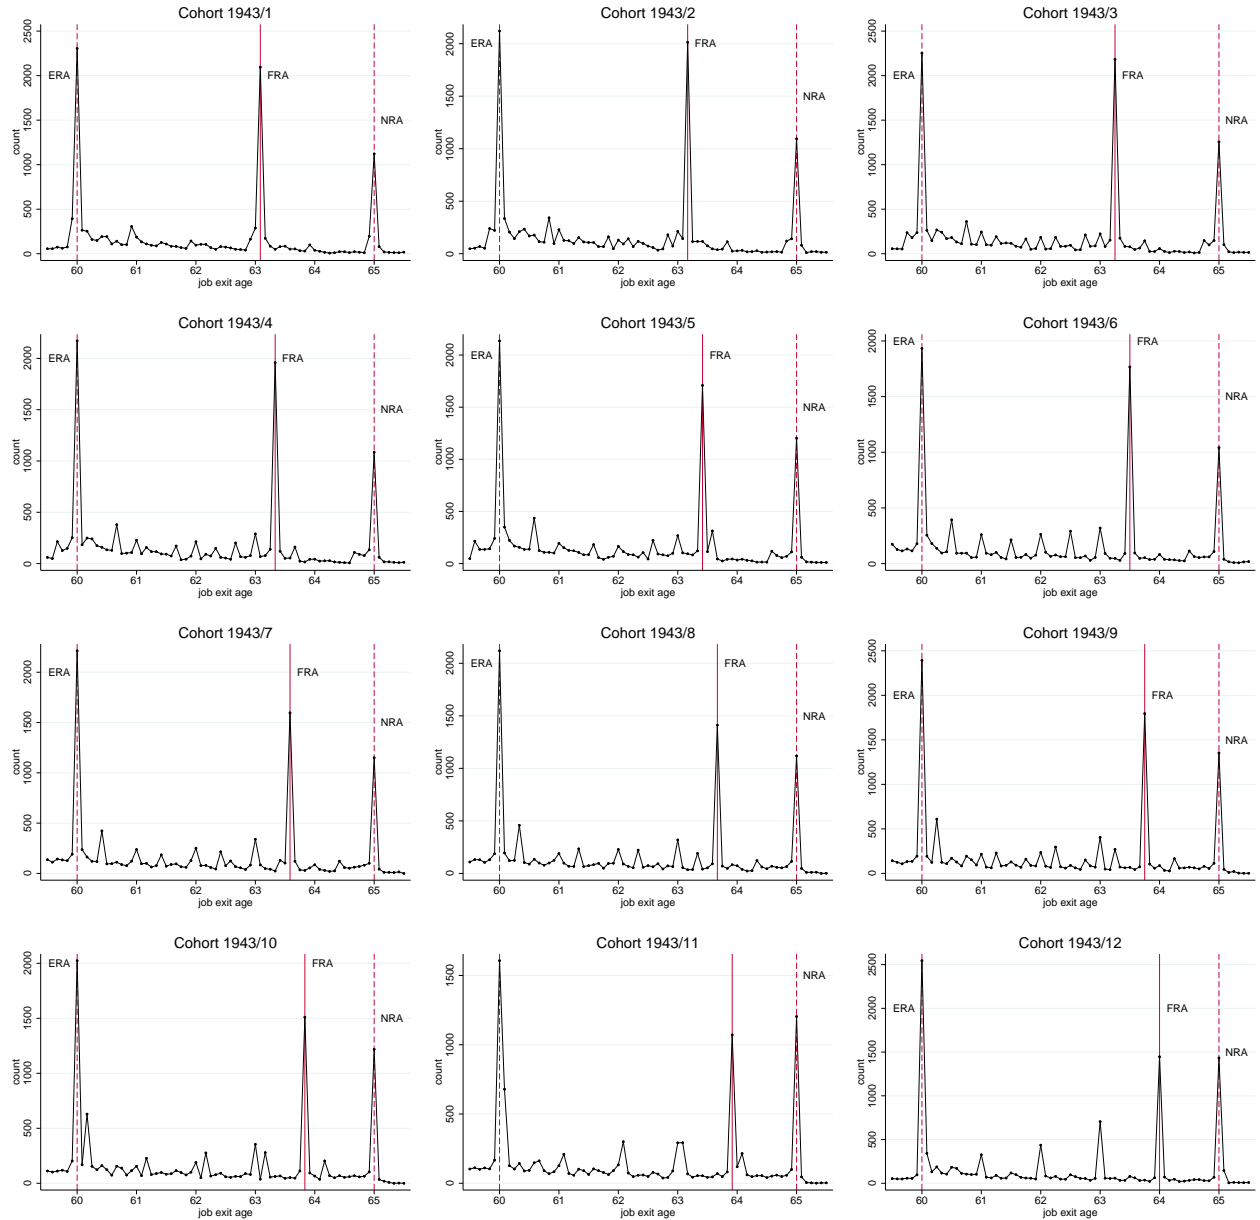 Cohort 1943/1
Cohort 1943/2
Cohort 1943/3
count
0 500 1000 1500 2000 2500
ERA
FRA
NRA
60 61 62 63 64 65
job exit age
count
0 500 1000 1500 2000
ERA
FRA
NRA
60 61 62 63 64 65
job exit age
count
0 500 1000 1500 2000 2500
ERA
FRA
NRA
60 61 62 63 64 65
job exit age
Cohort 1943/4
Cohort 1943/5
Cohort 1943/6
count
0 500 1000 1500 2000
ERA
FRA
NRA
60 61 62 63 64 65
job exit age
count
0 500 1000 1500 2000
ERA
FRA
NRA
60 61 62 63 64 65
job exit age
count
0 500 1000 1500 2000
ERA
FRA
NRA
60 61 62 63 64 65
job exit age
Cohort 1943/7
Cohort 1943/8
Cohort 1943/9
count
0 500 1000 1500 2000
ERA
FRA
NRA
60 61 62 63 64 65
job exit age
count
0 500 1000 1500 2000
ERA
FRA
NRA
60 61 62 63 64 65
job exit age
count
0 500 1000 1500 2000 2500
ERA
FRA
NRA
60 61 62 63 64 65
job exit age
Cohort 1943/10
Cohort 1943/11
Cohort 1943/12
count
0 500 1000 1500 2000
ERA
FRA
NRA
60 61 62 63 64 65
job exit age
count
0 500 1000 1500
NRA
60 61 62 63 64 65
job exit age
count
0 500 1000 1500 2000 2500
ERA
FRA
NRA
60 61 62 63 64 65
job exit age